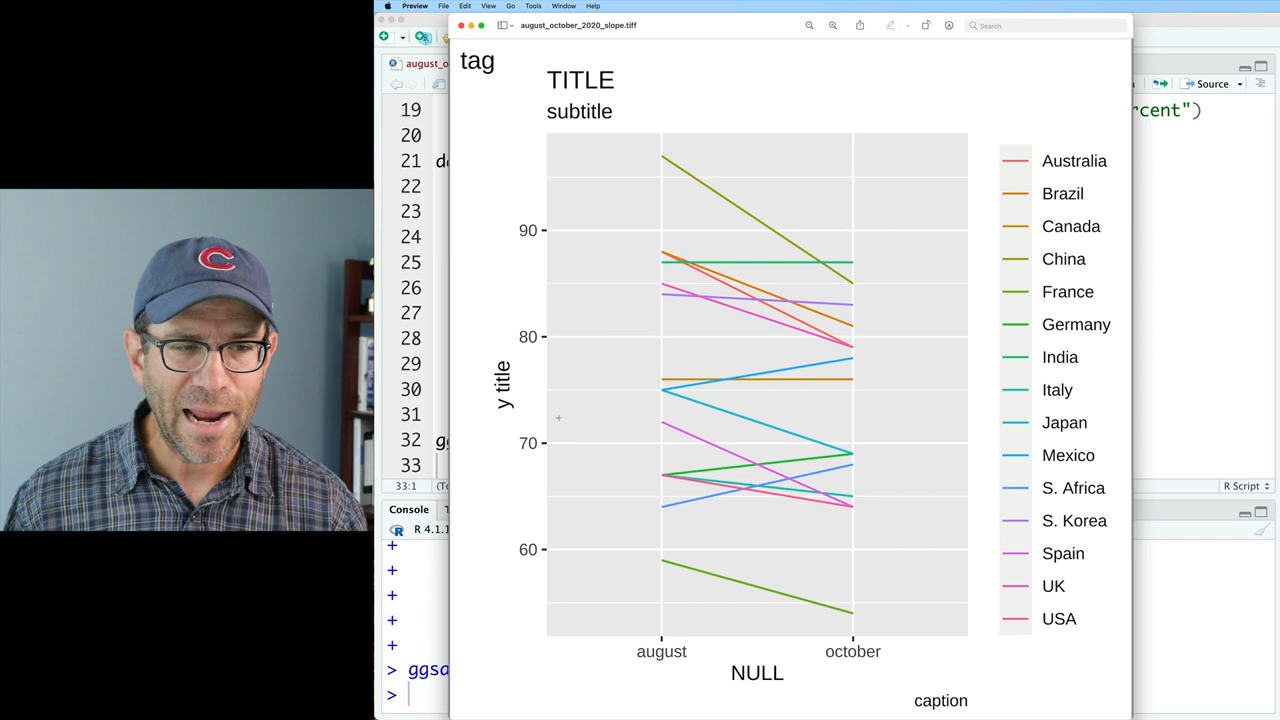 Preview File Edit View Go Tools Window Help
august_october_2020_slope.tiff
Search
august_o
Source
tag
TITLE
subtitle
19
rcent")
20
21 d
22
23
24
25
26
27
28
29
30
31
32 g
33
90
80
70
60
y title
august october
NULL
caption
Australia
Brazil
Canada
China
France
Germany
India
Italy
Japan
Mexico
S. Africa
S. Korea
Spain
UK
USA
33:1 (To
R Script
Console T
R 4.1.1
+
+
+
+
+
> ggsa
>
C